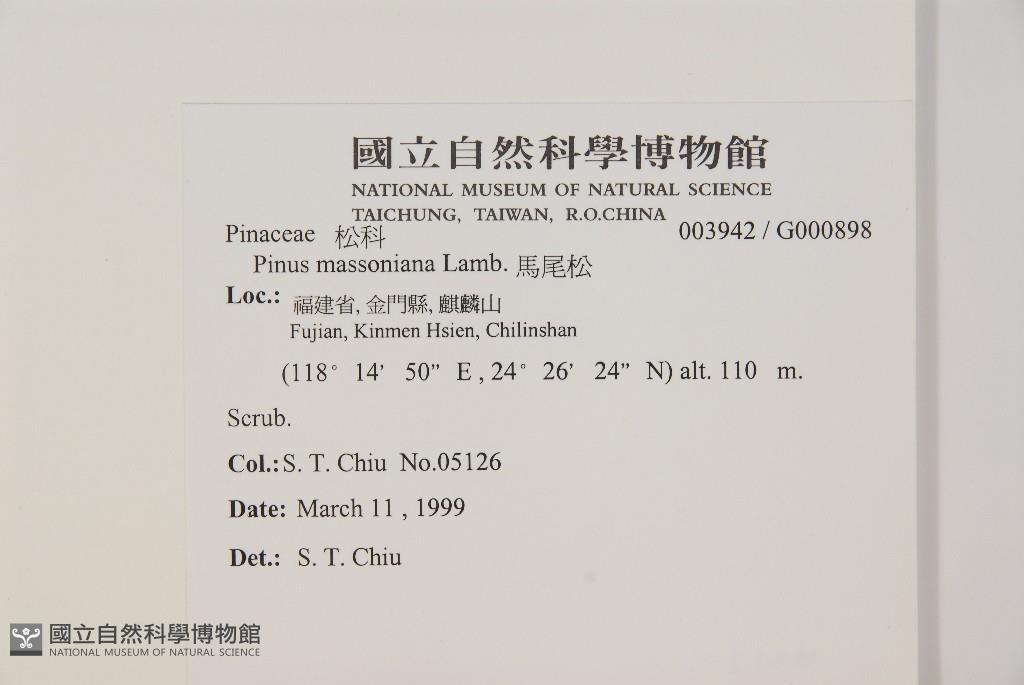 國立自然科學博物館
NATIONAL MUSEUM OF NATURAL SCIENCE
TAICHUNG, TAIWAN, R.O.CHINA
Pinaceae 松科 003942 / G000898
Pinus massoniana Lamb. 馬尾松
Loc.: 福建省, 金門縣, 麒麟山
Fujian, Kinmen Hsien, Chilinshan
(118° 14’ 50” E , 24° 26’ 24” N) alt. 110 m.
Scrub.
Col.: S. T. Chiu No.05126
Date: March 11 , 1999
Det.: S. T. Chiu
國立自然科學博物館
NATIONAL MUSEUM OF NATURAL SCIENCE